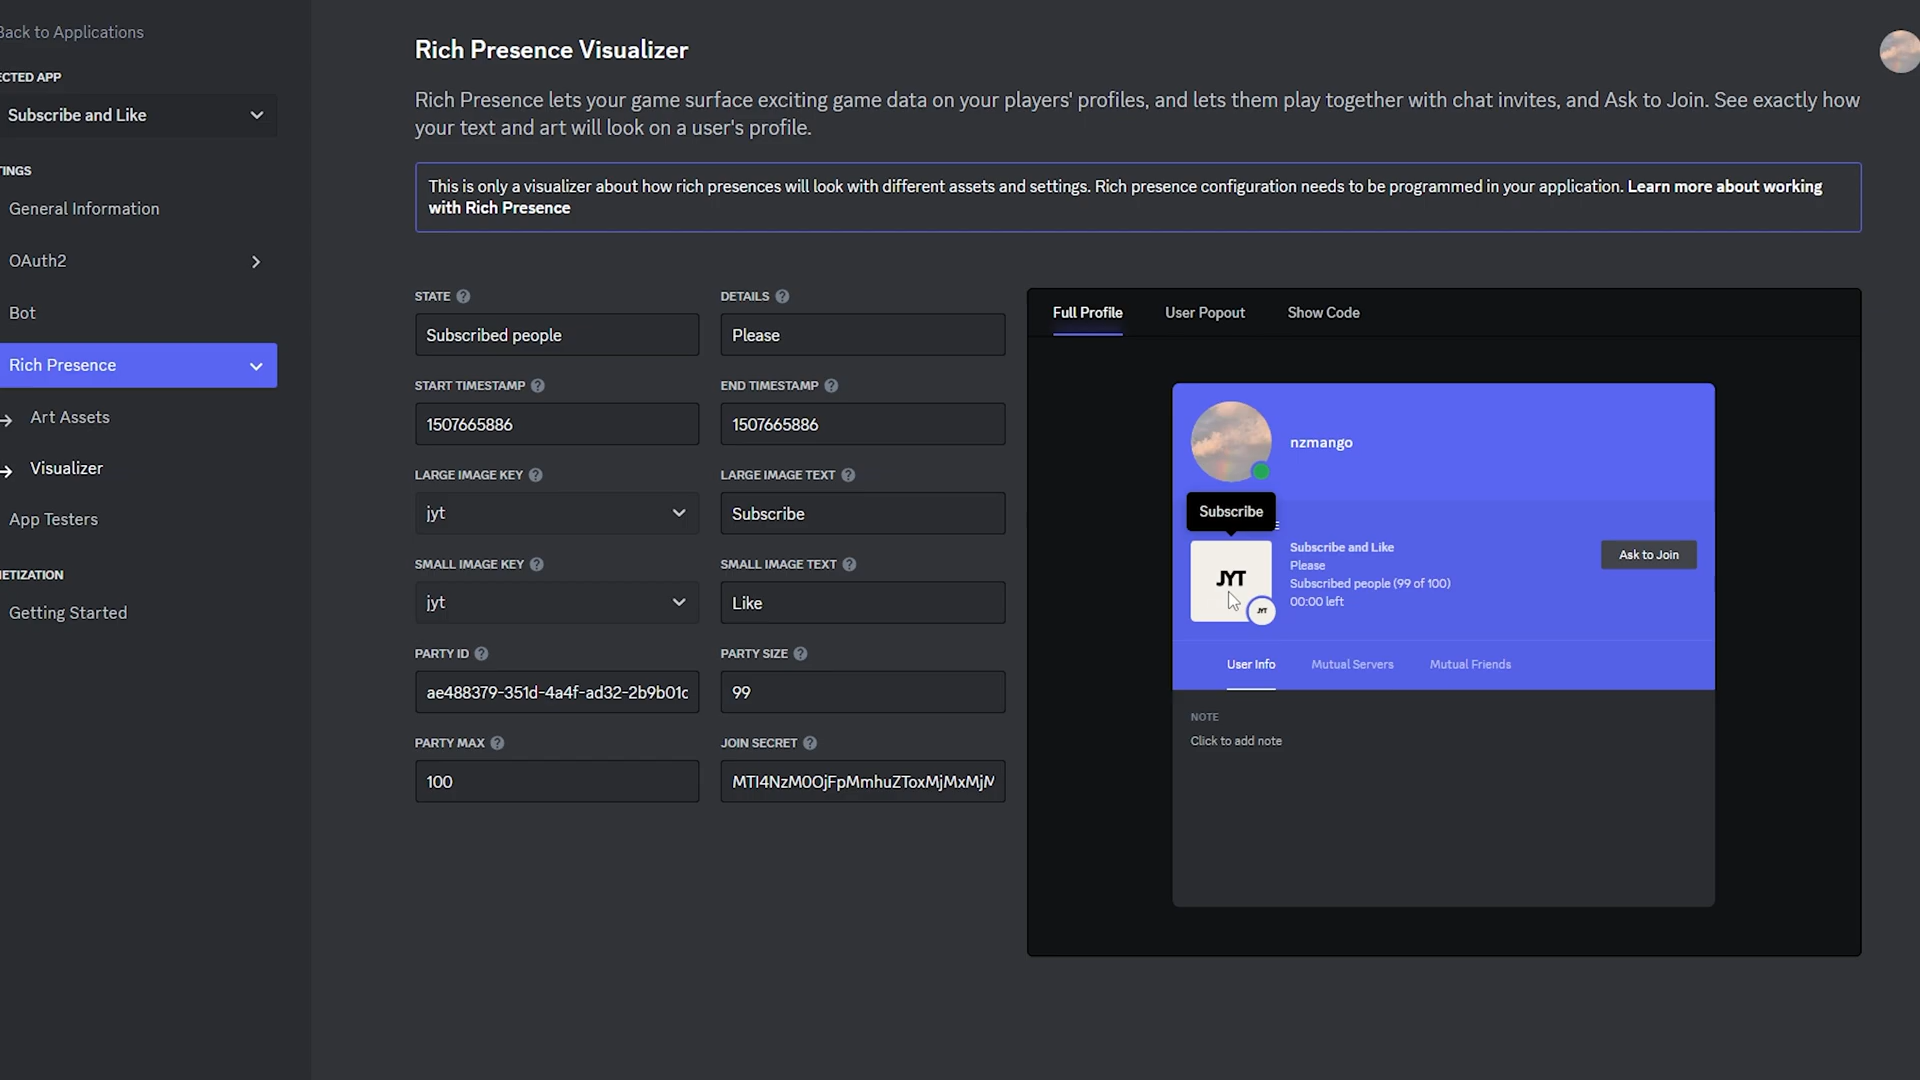 Back to Applications
ECTED APP
Subscribe and Like
TINGS
General Information
OAuth2
Bot
Rich Presence
Art Assets
Visualizer
App Testers
ETIZATION
Getting Started
Rich Presence Visualizer
Rich Presence lets your game surface exciting game data on your players' profiles, and lets them play together with chat invites, and Ask to Join. See exactly how
your text and art will look on a user's profile.
This is only a visualizer about how rich presences will look with different assets and settings. Rich presence configuration needs to be programmed in your application. Learn more about working
with Rich Presence
STATE
Subscribed people
DETAILS
Please
START TIMESTAMP
1507665886
END TIMESTAMP
1507665886
LARGE IMAGE KEY
jyt
LARGE IMAGE TEXT
Subscribe
SMALL IMAGE KEY
jyt
SMALL IMAGE TEXT
Like
PARTY ID
ae488379-351d-4a4f-ad32-2b9b01c
PARTY SIZE
99
PARTY MAX
100
JOIN SECRET
MTI4NzM0OjFpMmhuZToxMjMxMjM
Full Profile
User Popout
Show Code
nzmango
Subscribe
JYT
JYT
Subscribe and Like
Please
Subscribed people (99 of 100)
00:00 left
Ask to Join
User Info
Mutual Servers
Mutual Friends
NOTE
Click to add note